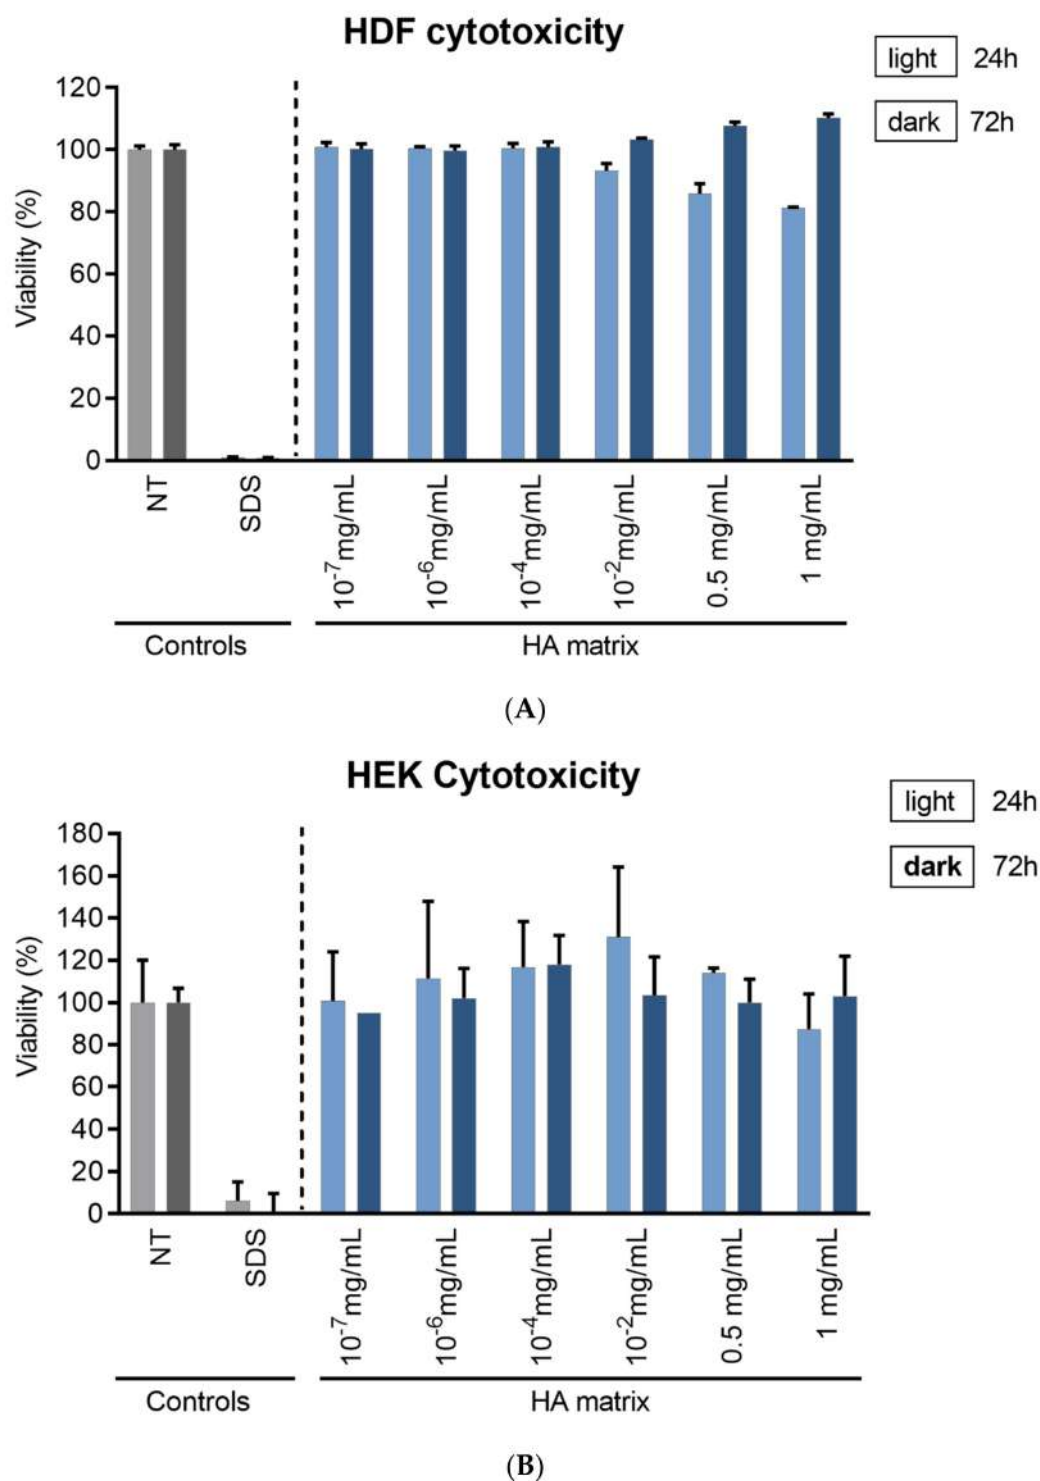 HDF cytotoxicity
light 24h
dark 72h
Viability (%)
120
100
80
60
40
20
0
NT
SDS
10⁻⁷mg/mL
10⁻⁶mg/mL
10⁻⁴mg/mL
10⁻²mg/mL
0.5 mg/mL
1 mg/mL
Controls
HA matrix
(A)
HEK Cytotoxicity
light 24h
dark 72h
Viability (%)
180
160
140
120
100
80
60
40
20
0
NT
SDS
10⁻⁷mg/mL
10⁻⁶mg/mL
10⁻⁴mg/mL
10⁻²mg/mL
0.5 mg/mL
1 mg/mL
Controls
HA matrix
(B)